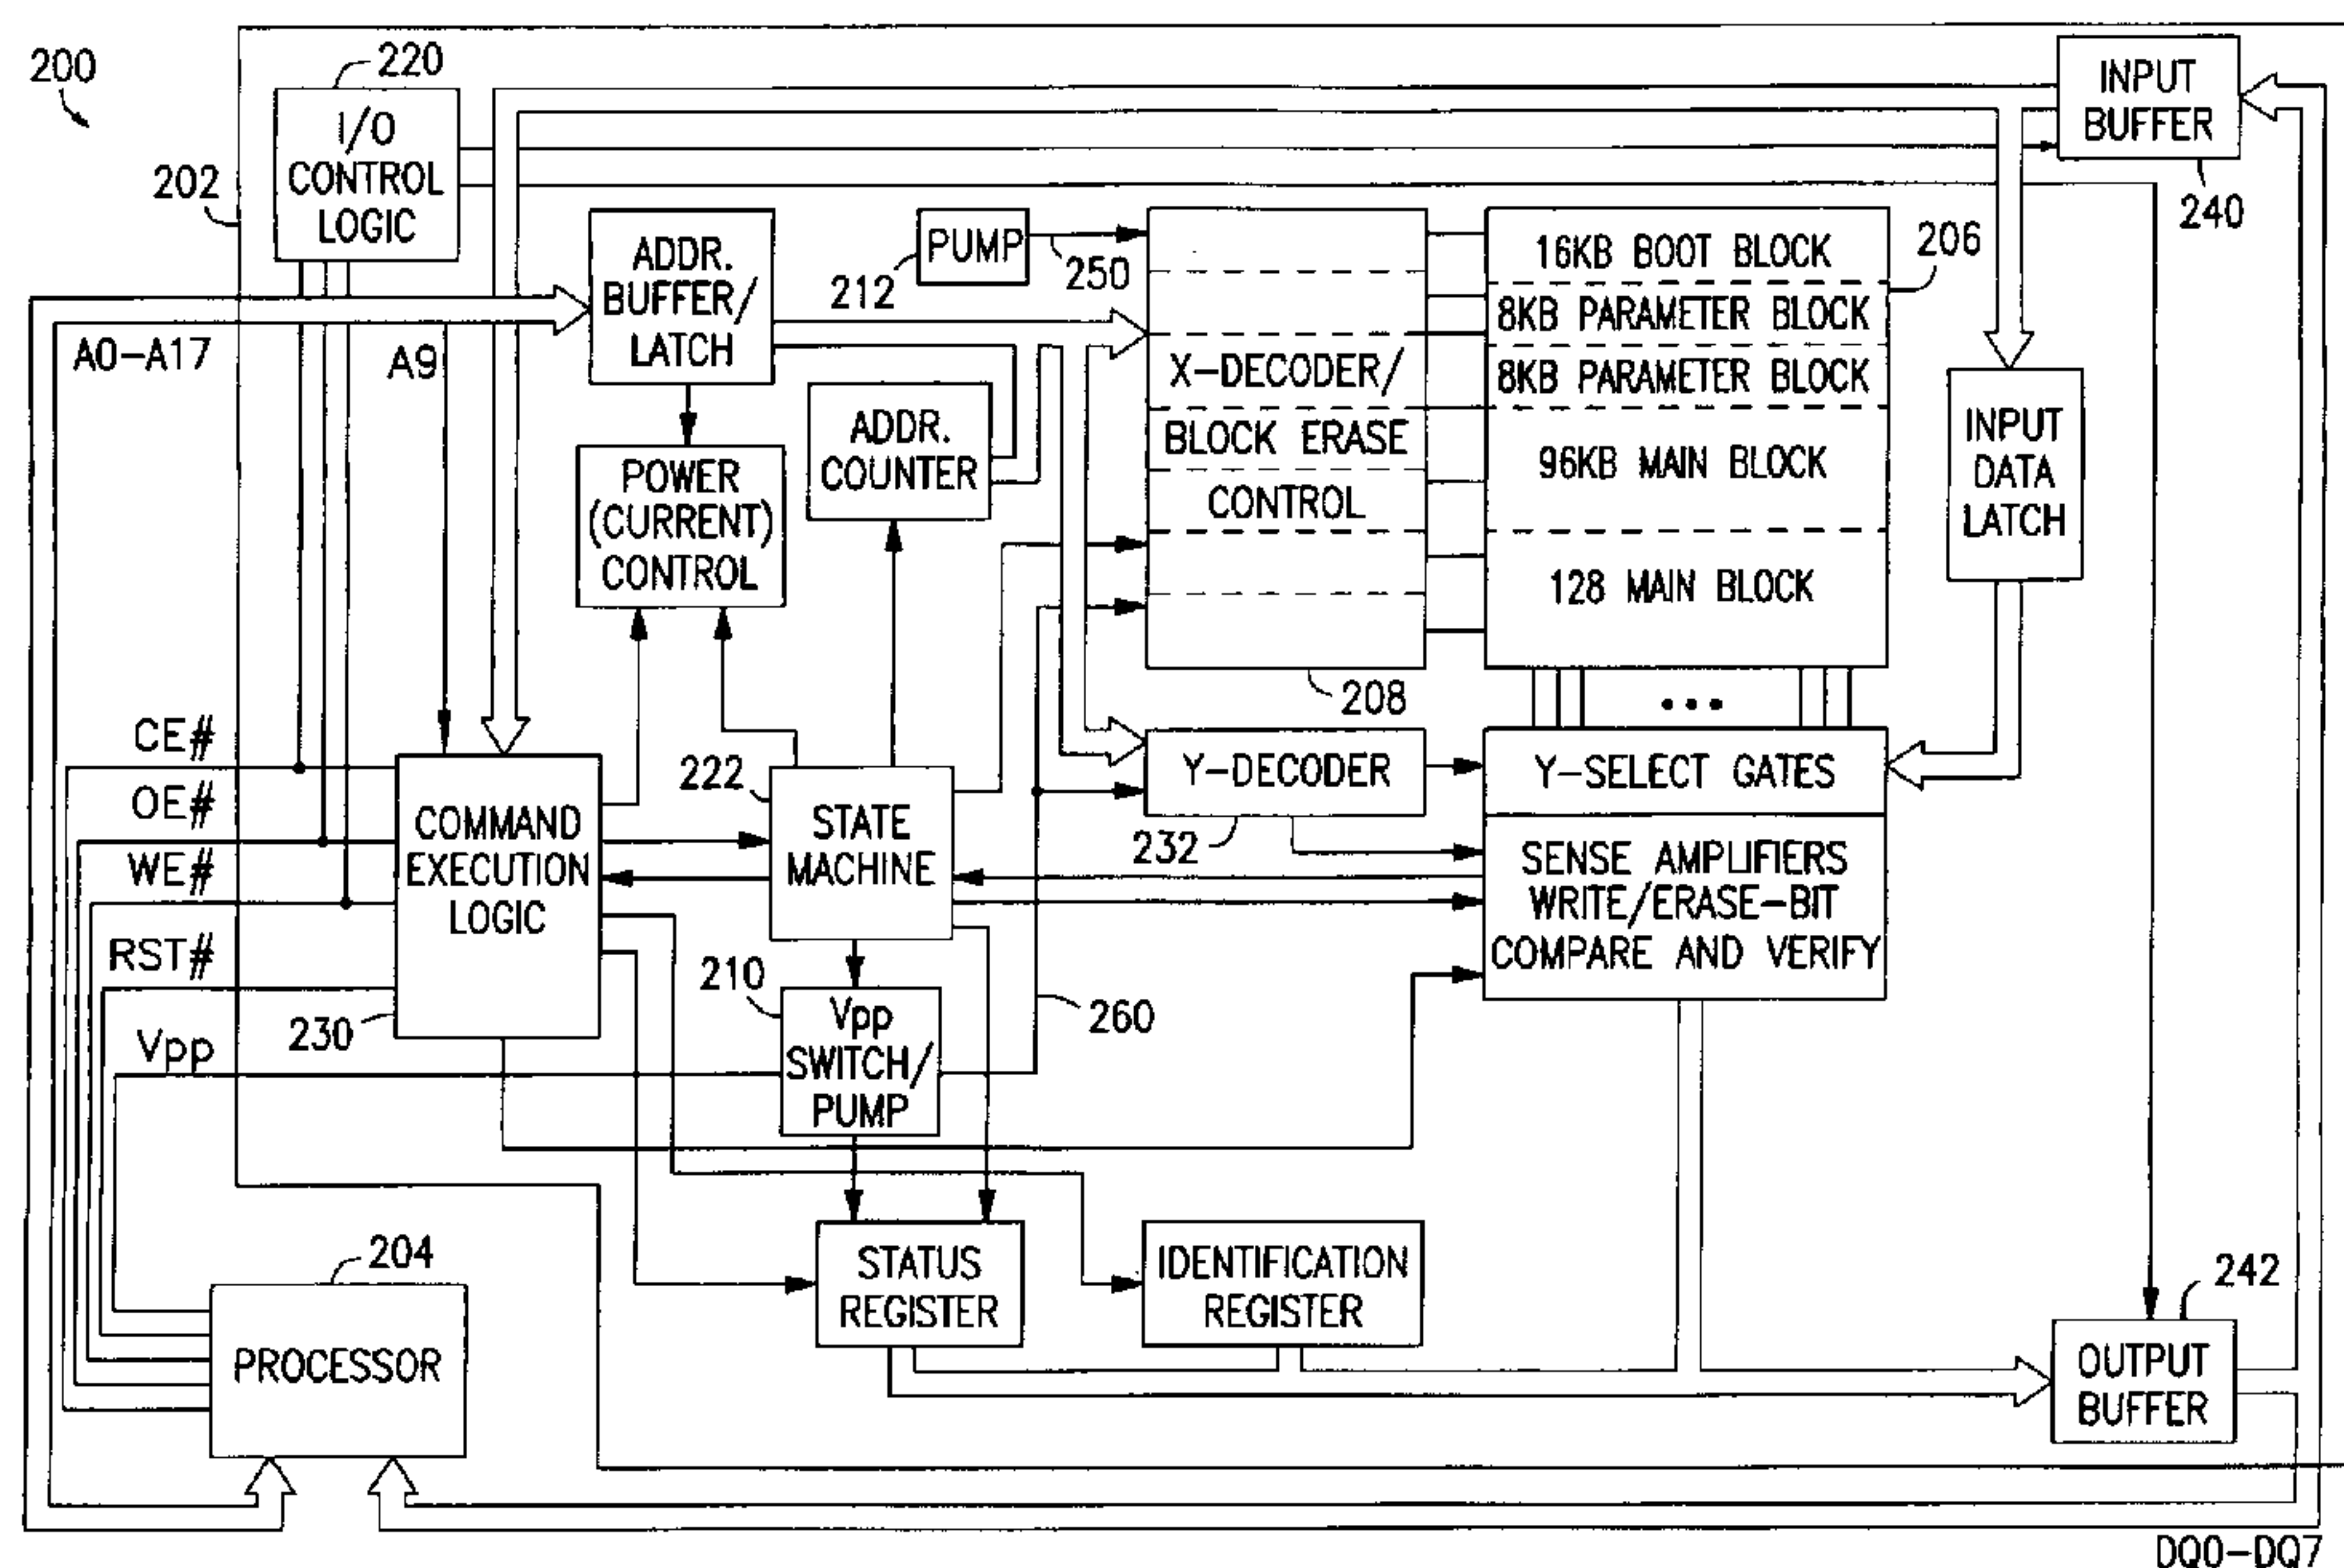 200
220
I/O
CONTROL
LOGIC
INPUT
BUFFER
240
202
ADDR.
BUFFER/
LATCH
PUMP
212
250
16KB BOOT BLOCK
206
8KB PARAMETER BLOCK
8KB PARAMETER BLOCK
96KB MAIN BLOCK
128 MAIN BLOCK
A0-A17
A9
X-DECODER/
BLOCK ERASE
CONTROL
208
ADDR.
COUNTER
POWER
(CURRENT)
CONTROL
INPUT
DATA
LATCH
CE#
OE#
WE#
RST#
Vpp
COMMAND
EXECUTION
LOGIC
230
222
STATE
MACHINE
Y-DECODER
232
Y-SELECT GATES
SENSE AMPLIFIERS
WRITE/ERASE-BIT
COMPARE AND VERIFY
210
Vpp
SWITCH/
PUMP
260
204
PROCESSOR
STATUS
REGISTER
IDENTIFICATION
REGISTER
242
OUTPUT
BUFFER
DQ0-DQ7